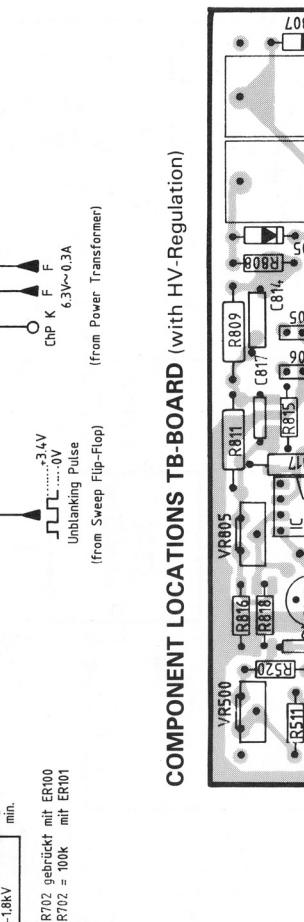 -1,8kV
min.
R702 gebrückt mit ER100
R702 = 100k mit ER101
+3.4V
0V
Unblanking Pulse
(from Sweep Flip-Flop)
ChP K F F
6.3V~ 0.3A
(from Power Transformer)
COMPONENT LOCATIONS TB-BOARD (with HV-Regulation)
VR500
R511
R520
R816
R818
VR805
IC
R811
C817
R815
R809
C814
R808